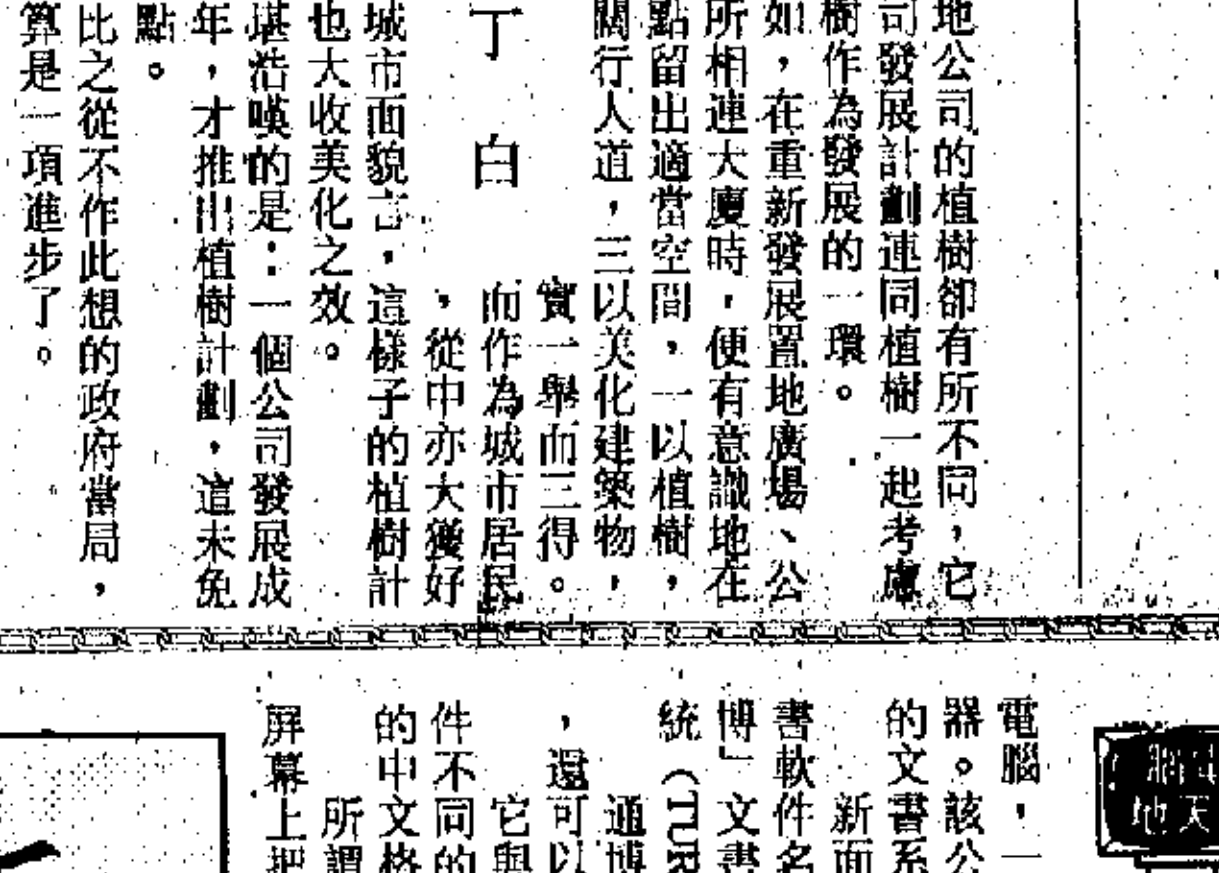 地公司的植樹卻有所不同，它
司發展計劃連同植樹一起考慮
樹作為發展的一環。
如，在重新發展置地廣場、公
所相連大廈時，便有意識地在
點留出適當空間，一以植樹，
闊行人道，三以美化建築物，
實一舉而三得。
而作為城市居民
，從中亦大獲好
丁白
城市面貌言，這樣子的植樹計
也大收美化之效。
堪浩嘆的是：一個公司發展成
年，才推出植樹計劃，這未免
點。
比之從不作此想的政府當局，
算是一項進步了。
地天
電腦，一
器。該公
的文書系
新面
書軟件名
博」文書
統（TUR
通博
，還可以
它與
件不同的
的中文格
所謂
屏幕上把